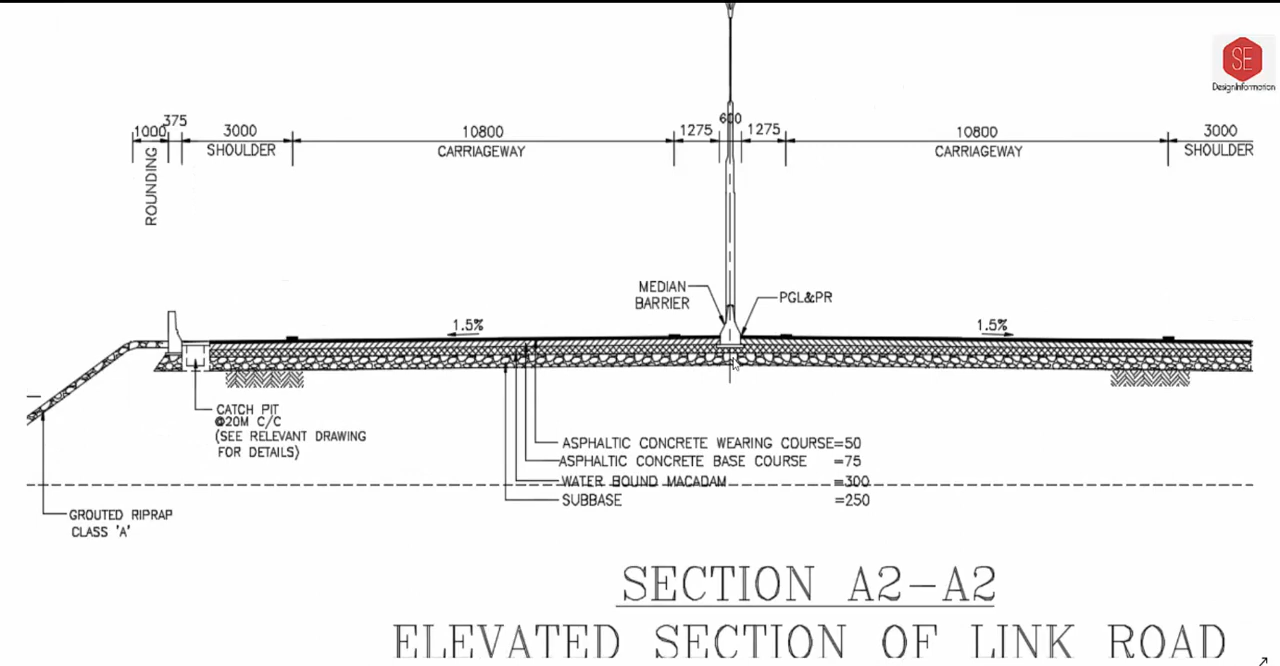 SE
DesignInformation
1000
375
3000
10800
1275
600
1275
10800
3000
ROUNDING
SHOULDER
CARRIAGEWAY
CARRIAGEWAY
SHOULDER
MEDIAN
BARRIER
PGL&PR
1.5%
1.5%
CATCH PIT
@20M C/C
(SEE RELEVANT DRAWING
FOR DETAILS)
ASPHALTIC CONCRETE WEARING COURSE=50
ASPHALTIC CONCRETE BASE COURSE =75
WATER BOUND MACADAM =300
SUBBASE =250
GROUTED RIPRAP
CLASS 'A'
SECTION A2-A2
ELEVATED SECTION OF LINK ROAD